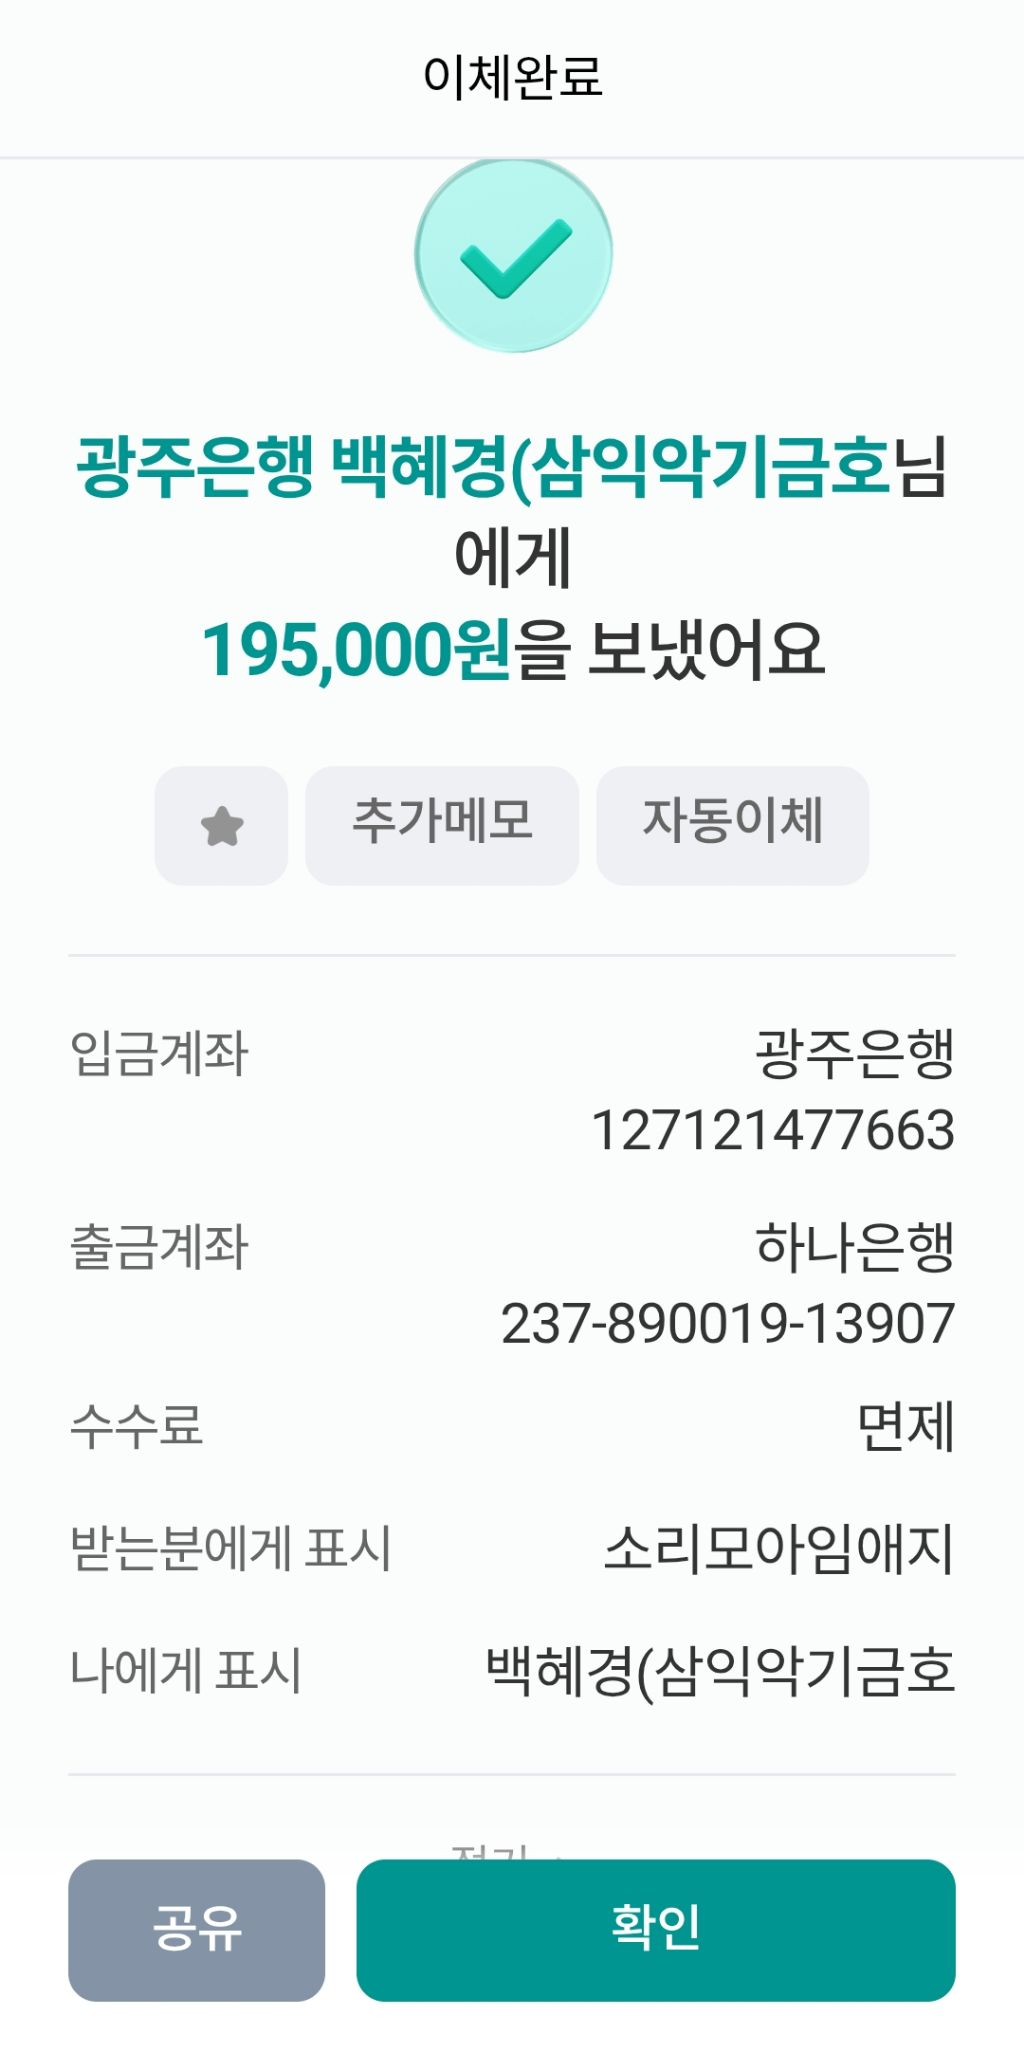 이체완료
광주은행 백혜경(삼익악기금호님
에게
195,000원을 보냈어요
추가메모
자동이체
입금계좌
광주은행
127121477663
출금계좌
하나은행
237-890019-13907
수수료
면제
받는분에게 표시
소리모아임애지
나에게 표시
백혜경(삼익악기금호
공유
확인